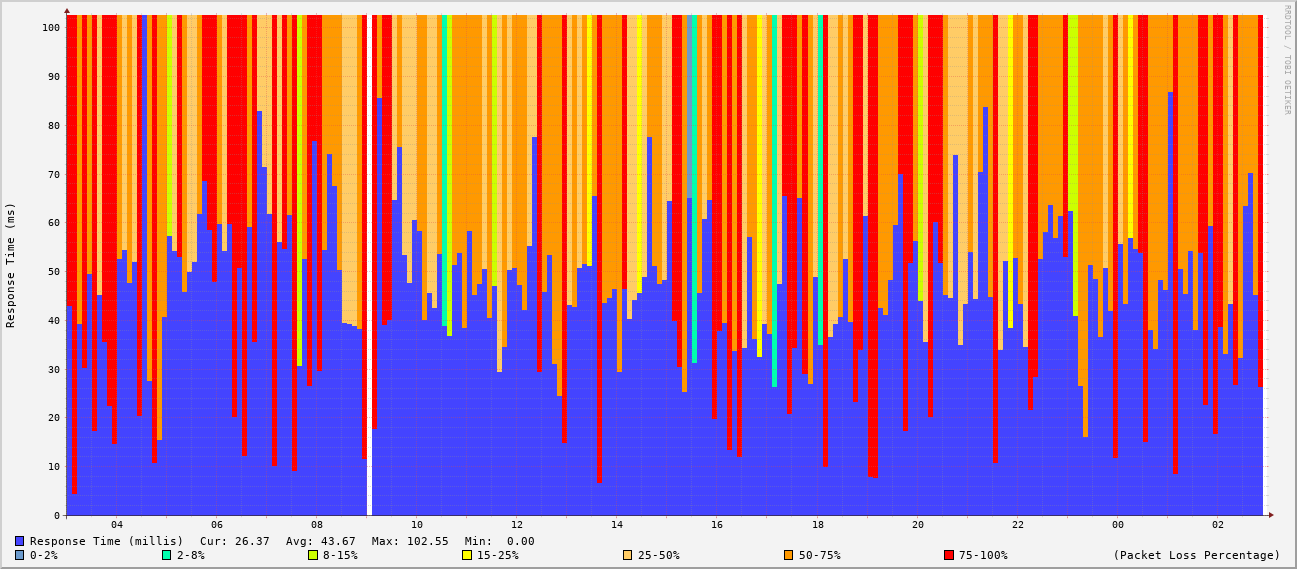 RRDTOOL / TOBI OETIKER
Response Time (ms)
100
90
80
70
60
50
40
30
20
10
0
04 06 08 10 12 14 16 18 20 22 00 02
Response Time (millis) Cur: 26.37 Avg: 43.67 Max: 102.55 Min: 0.00
0-2% 2-8% 8-15% 15-25% 25-50% 50-75% 75-100% (Packet Loss Percentage)